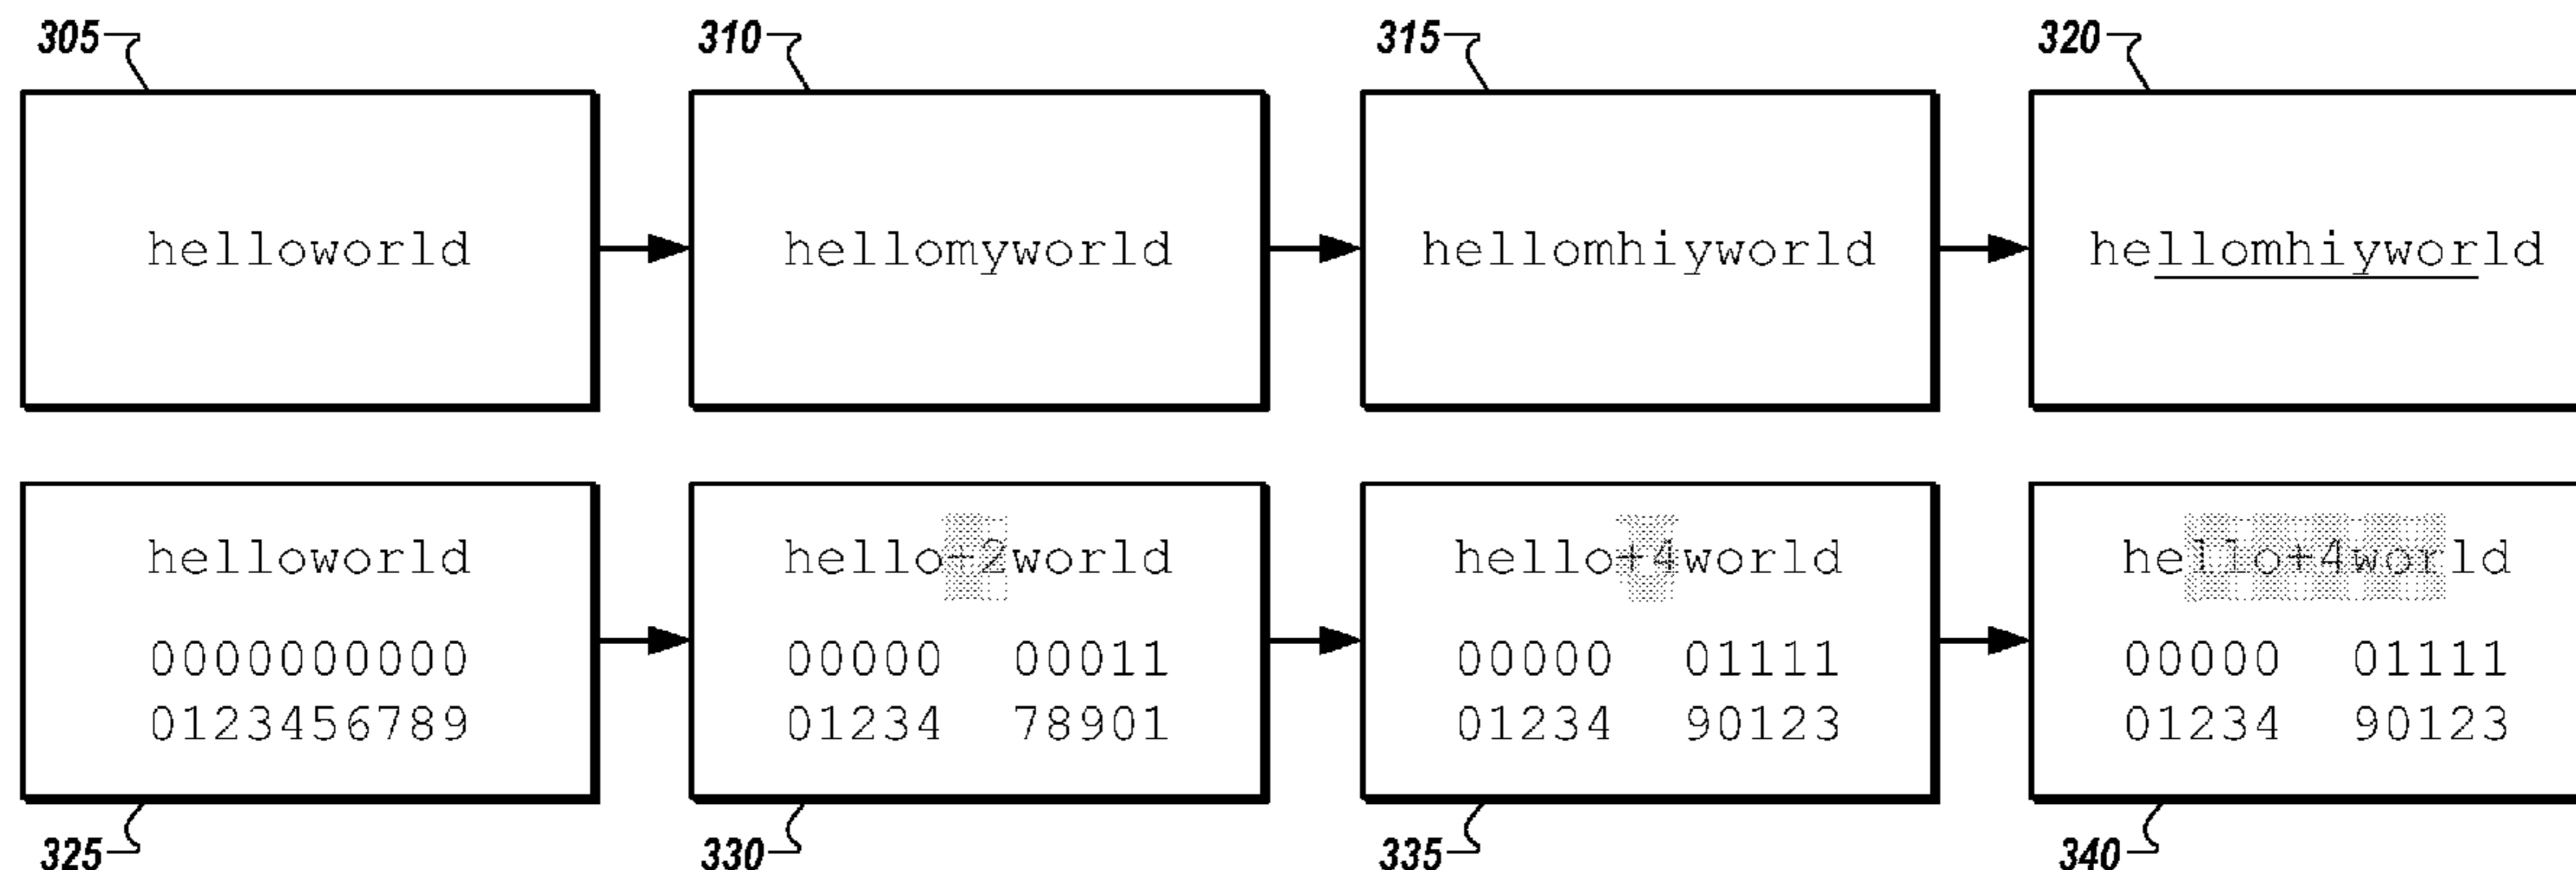 305 310 315 320
helloworld hellomyworld hellomhiyworld hellomhiyworld
helloworld hello+2world hello+4world hello+4world
0000000000 00000 00011 00000 01111 00000 01111
0123456789 01234 78901 01234 90123 01234 90123
325 330 335 340